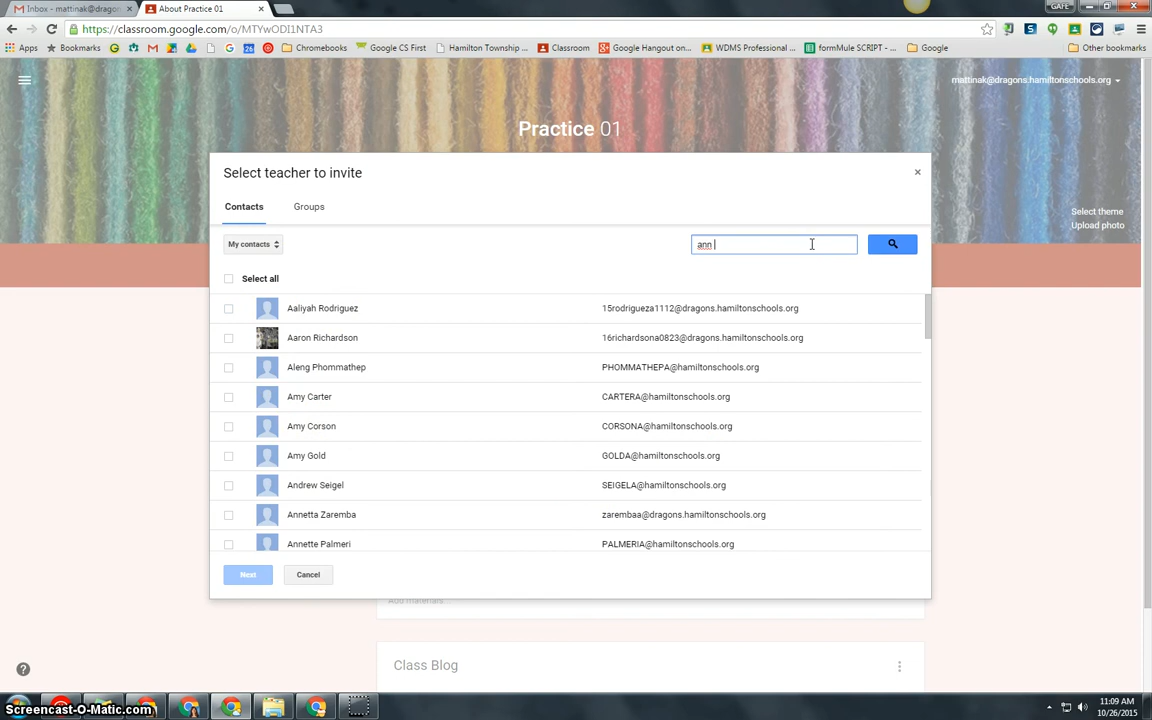 Inbox - mattinak@dragon
About Practice 01
GAFE
https://classroom.google.com/o/MTYwODI1NTA3
Apps
Bookmarks
Chromebooks
Google CS First
Hamilton Township ...
Classroom
Google Hangout on...
WDMS Professional ...
formMule SCRIPT - ...
Google
Other bookmarks
mattinak@dragons.hamiltonschools.org
Practice 01
Select theme
Upload photo
Select teacher to invite
Contacts Groups
My contacts
ann
Select all
Aaliyah Rodriguez 15rodrigueza1112@dragons.hamiltonschools.org
Aaron Richardson 16richardsona0823@dragons.hamiltonschools.org
Aleng Phommathep PHOMMATHEPA@hamiltonschools.org
Amy Carter CARTERA@hamiltonschools.org
Amy Corson CORSONA@hamiltonschools.org
Amy Gold GOLDA@hamiltonschools.org
Andrew Seigel SEIGELA@hamiltonschools.org
Annetta Zaremba zarembaa@dragons.hamiltonschools.org
Annette Palmeri PALMERIA@hamiltonschools.org
Next Cancel
Add materials...
Class Blog
Screencast-O-Matic.com
11:09 AM
10/26/2015